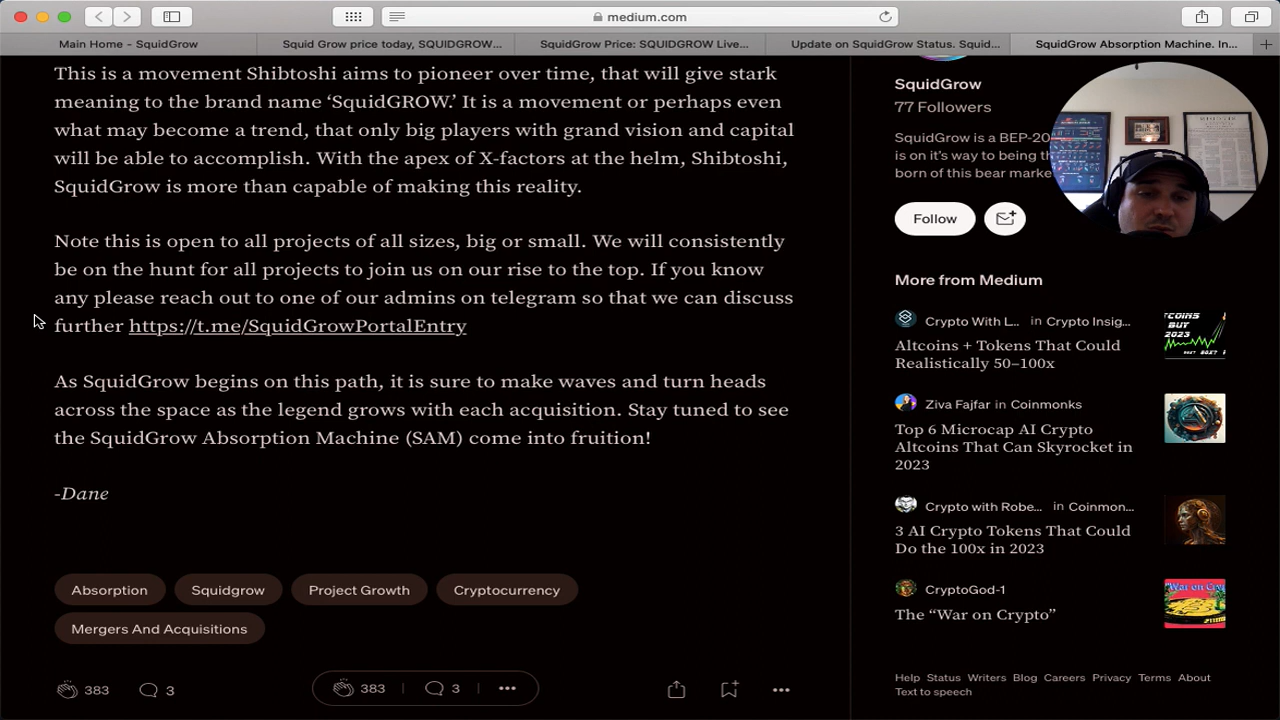 medium.com
Main Home - SquidGrow
Squid Grow price today, SQUIDGROW...
SquidGrow Price: SQUIDGROW Live...
Update on SquidGrow Status. Squid...
SquidGrow Absorption Machine. In...
This is a movement Shibtoshi aims to pioneer over time, that will give stark
meaning to the brand name ‘SquidGROW.’ It is a movement or perhaps even
what may become a trend, that only big players with grand vision and capital
will be able to accomplish. With the apex of X-factors at the helm, Shibtoshi,
SquidGrow is more than capable of making this reality.
Note this is open to all projects of all sizes, big or small. We will consistently
be on the hunt for all projects to join us on our rise to the top. If you know
any please reach out to one of our admins on telegram so that we can discuss
further https://t.me/SquidGrowPortalEntry
As SquidGrow begins on this path, it is sure to make waves and turn heads
across the space as the legend grows with each acquisition. Stay tuned to see
the SquidGrow Absorption Machine (SAM) come into fruition!
-Dane
Absorption Squidgrow Project Growth Cryptocurrency
Mergers And Acquisitions
383 3
383 3
SquidGrow
77 Followers
SquidGrow is a BEP-20
is on it's way to being th
born of this bear marke
Follow
More from Medium
Crypto With L... in Crypto Insig...
Altcoins + Tokens That Could
Realistically 50–100x
Ziva Fajfar in Coinmonks
Top 6 Microcap AI Crypto
Altcoins That Can Skyrocket in
2023
Crypto with Robe... in Coinmon...
3 AI Crypto Tokens That Could
Do the 100x in 2023
CryptoGod-1
The “War on Crypto”
Help Status Writers Blog Careers Privacy Terms About
Text to speech